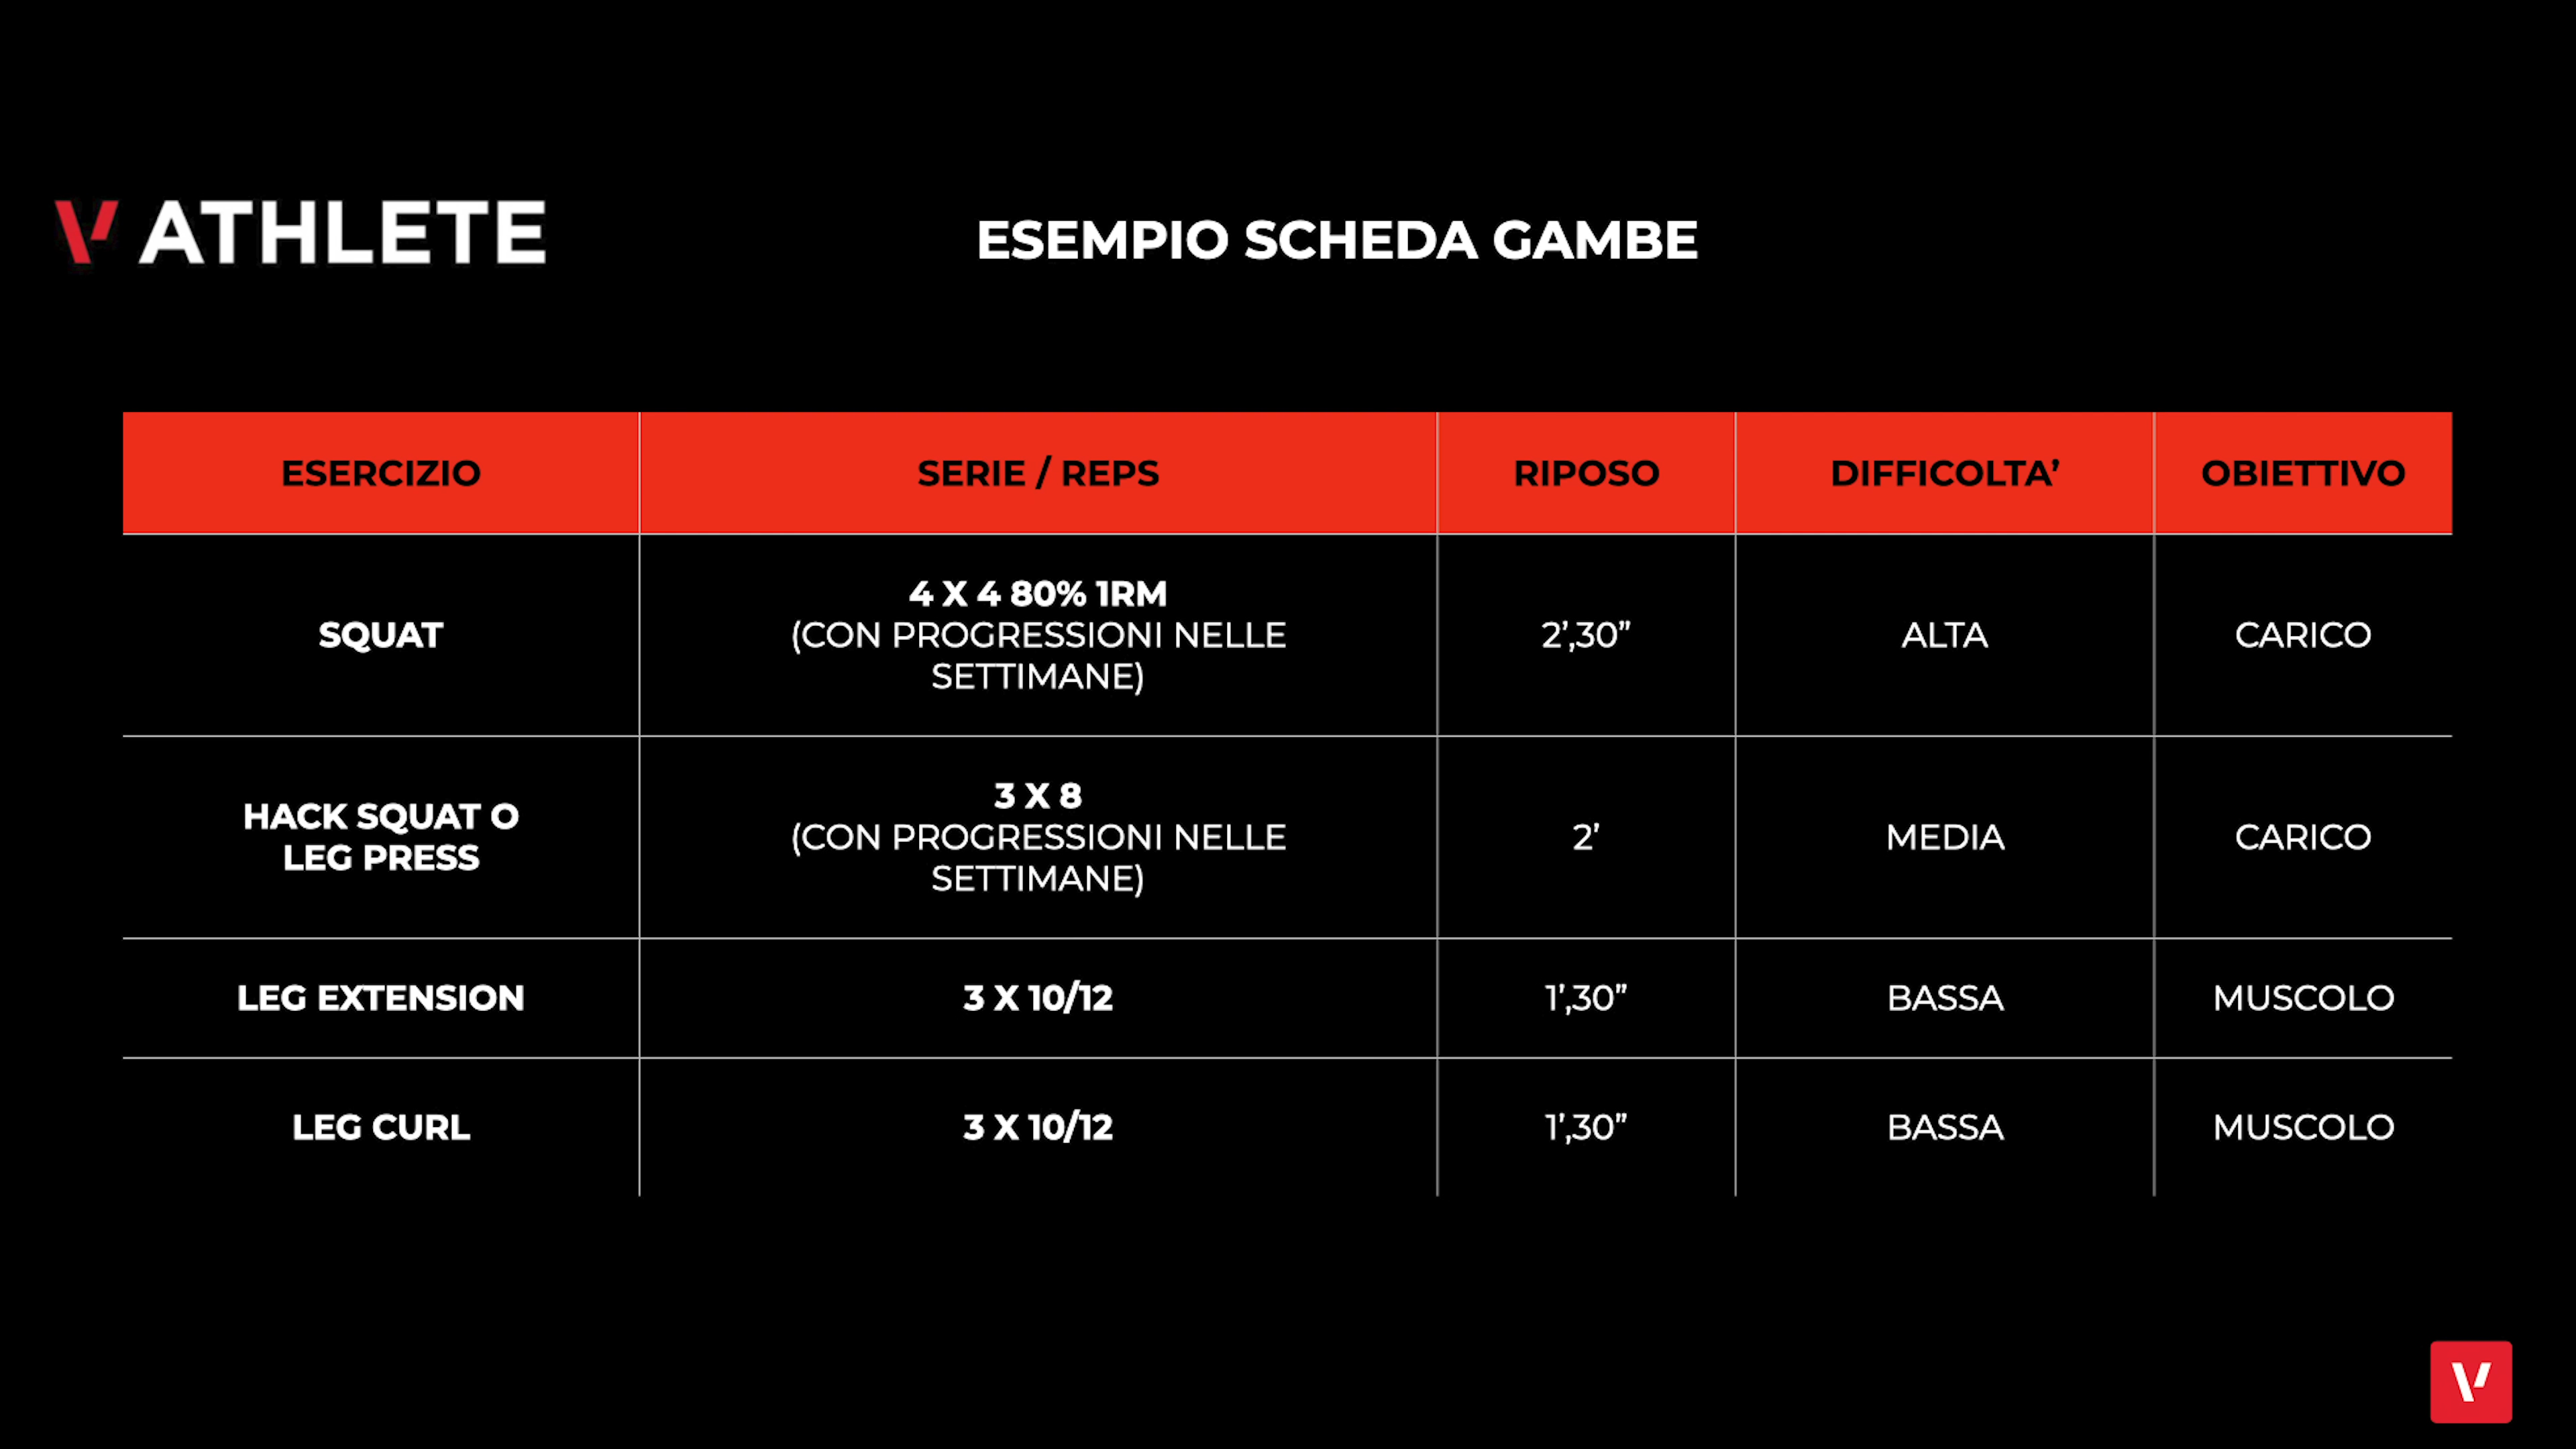 V ATHLETE
ESEMPIO SCHEDA GAMBE
ESERCIZIO
SERIE / REPS
RIPOSO
DIFFICOLTA’
OBIETTIVO
SQUAT
4 X 4 80% 1RM
(CON PROGRESSIONI NELLE
SETTIMANE)
2’,30”
ALTA
CARICO
HACK SQUAT O
LEG PRESS
3 X 8
(CON PROGRESSIONI NELLE
SETTIMANE)
2’
MEDIA
CARICO
LEG EXTENSION
3 X 10/12
1’,30”
BASSA
MUSCOLO
LEG CURL
3 X 10/12
1’,30”
BASSA
MUSCOLO
V